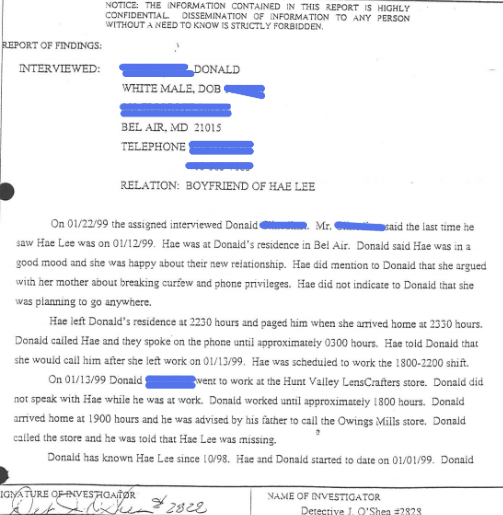 NOTICE: THE INFORMATION CONTAINED IN THIS REPORT IS HIGHLY
CONFIDENTIAL. DISSEMINATION OF INFORMATION TO ANY PERSON
WITHOUT A NEED TO KNOW IS STRICTLY FORBIDDEN.
REPORT OF FINDINGS:
INTERVIEWED: DONALD
WHITE MALE, DOB
BEL AIR, MD 21015
TELEPHONE
RELATION: BOYFRIEND OF HAE LEE
On 01/22/99 the assigned interviewed Donald . Mr. said the last time he
saw Hae Lee was on 01/12/99. Hae was at Donald's residence in Bel Air. Donald said Hae was in a
good mood and she was happy about their new relationship. Hae did mention to Donald that she argued
with her mother about breaking curfew and phone privileges. Hae did not indicate to Donald that she
was planning to go anywhere.
Hae left Donald's residence at 2230 hours and paged him when she arrived home at 2330 hours.
Donald called Hae and they spoke on the phone until approximately 0300 hours. Hae told Donald that
she would call him after she left work on 01/13/99. Hae was scheduled to work the 1800-2200 shift.
On 01/13/99 Donald went to work at the Hunt Valley LensCrafters store. Donald did
not speak with Hae while he was at work. Donald worked until approximately 1800 hours. Donald
arrived home at 1900 hours and he was advised by his father to call the Owings Mills store. Donald
called the store and he was told that Hae Lee was missing.
Donald has known Hae Lee since 10/98. Hae and Donald started to date on 01/01/99. Donald
SIGNATURE OF INVESTIGATOR
NAME OF INVESTIGATOR
Det J. O'Shea # 2828
Detective J. O'Shea #2828